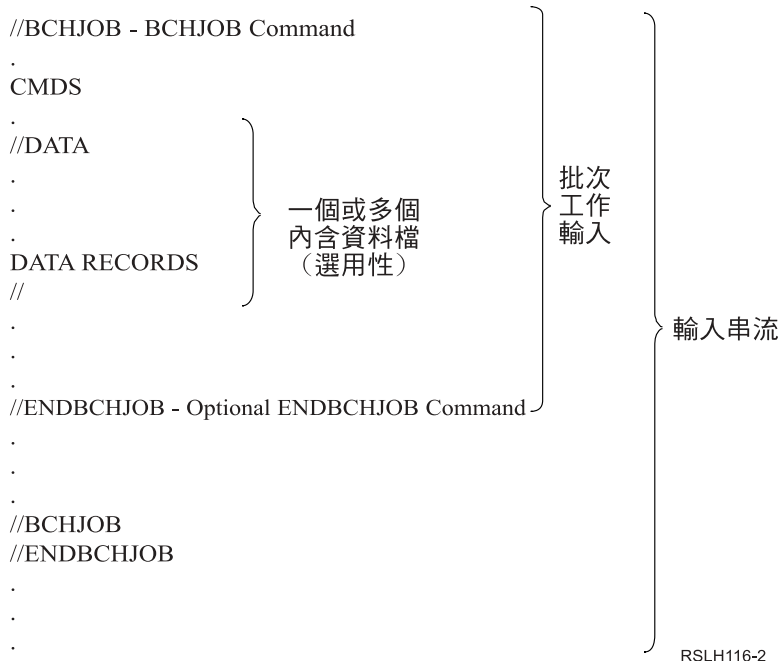 //BCHJOB - BCHJOB Command
.
CMDS
.
//DATA
.
.
.
DATA RECORDS
//
.
.
.
//ENDBCHJOB - Optional ENDBCHJOB Command
.
.
.
//BCHJOB
//ENDBCHJOB
.
.
.
一個或多個
內含資料檔
（選用性）
批次
工作
輸入
輸入串流
RSLH116-2